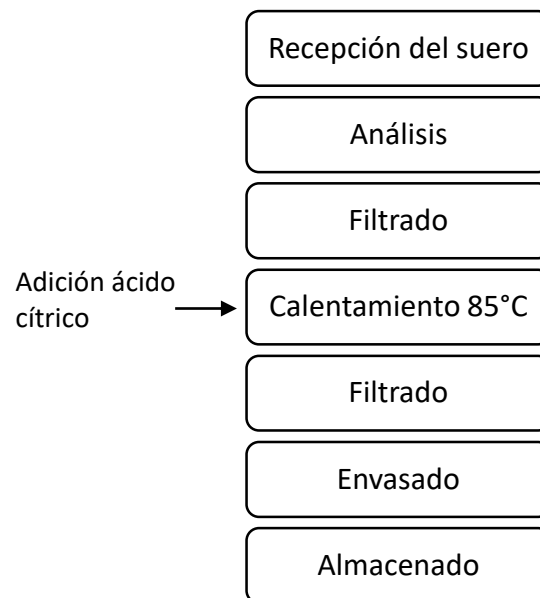 Recepción del suero
Análisis
Filtrado
Adición ácido
cítrico
Calentamiento 85°C
Filtrado
Envasado
Almacenado